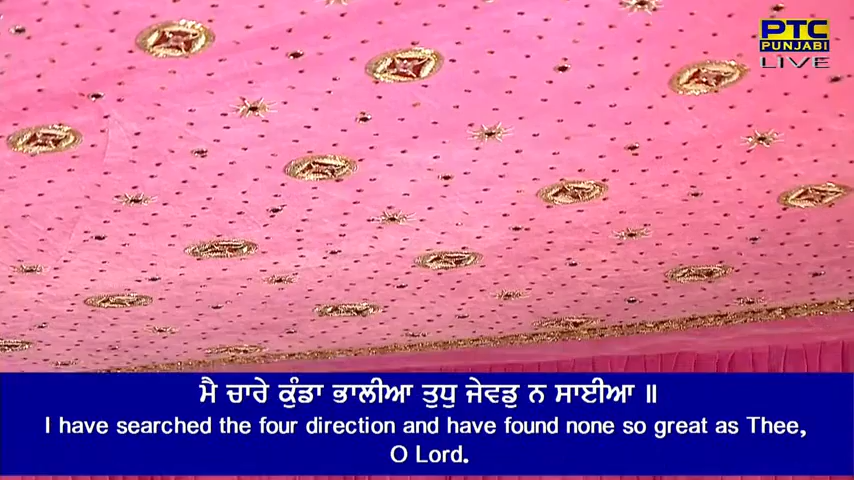 PTC
PUNJABI
LIVE
ਮੈ ਚਾਰੇ ਕੁੰਡਾ ਭਾਲੀਆ ਤੁਧੁ ਜੇਵਡੁ ਨ ਸਾਈਆ ॥
I have searched the four direction and have found none so great as Thee,
O Lord.